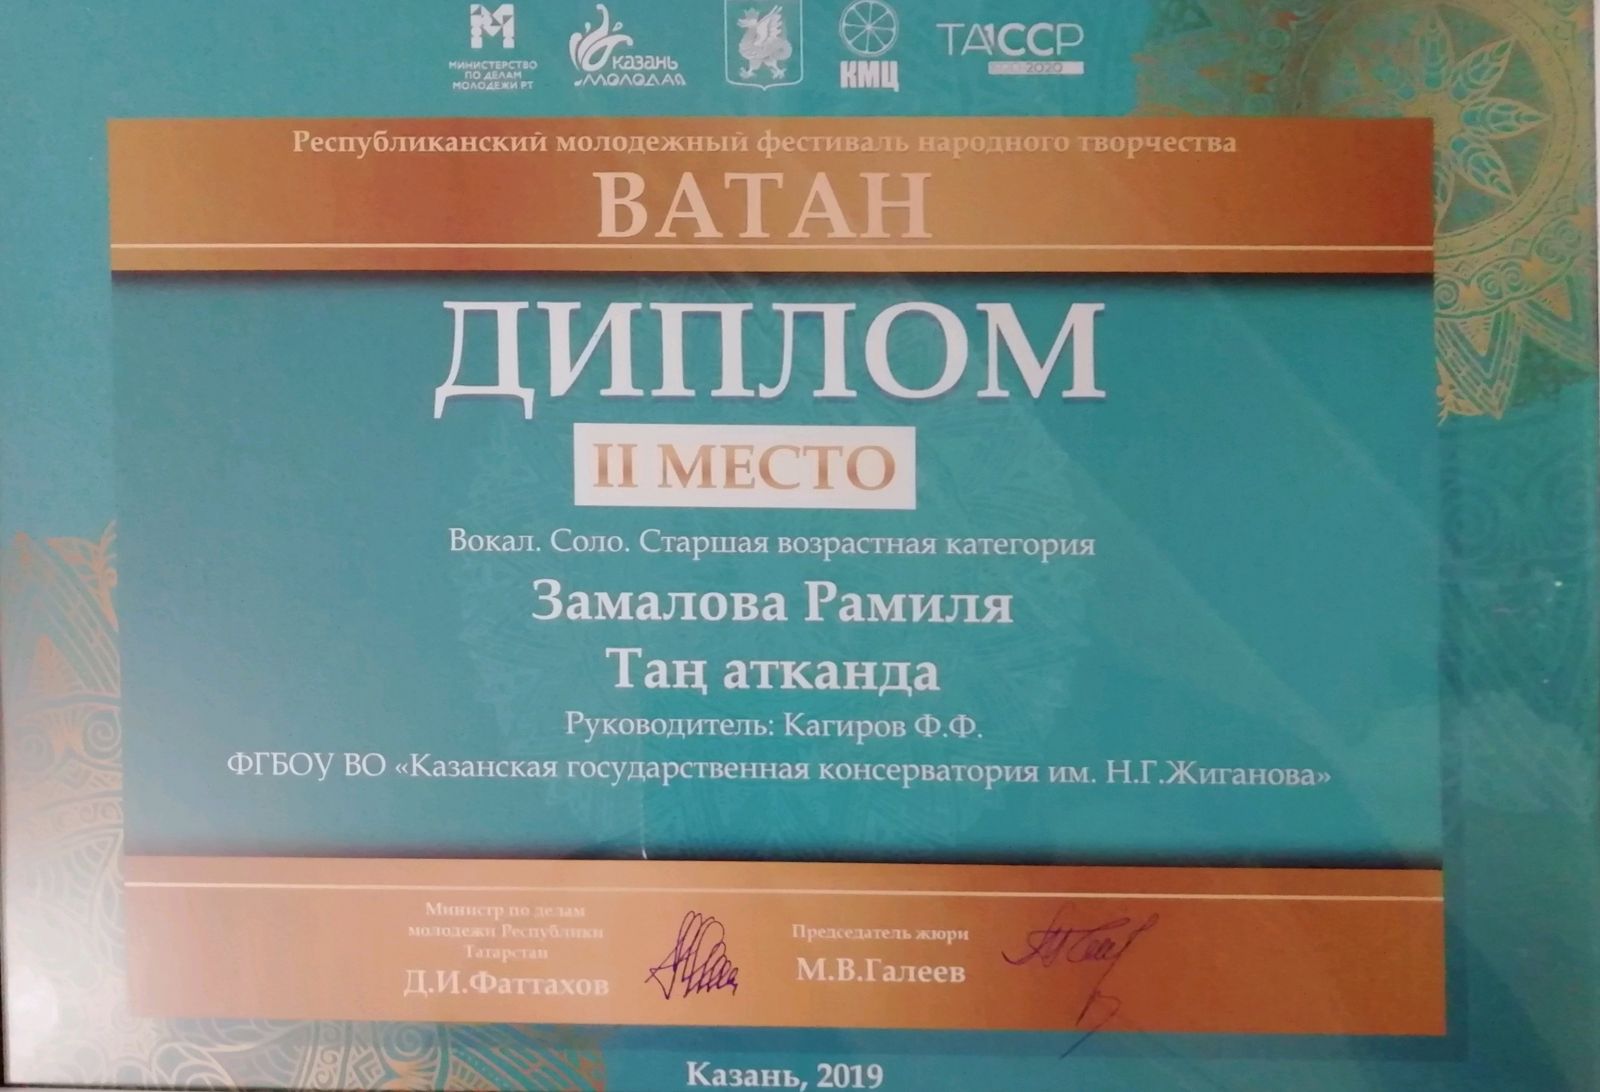 МИНИСТЕРСТВО
ПО ДЕЛАМ
МОЛОДЕЖИ РТ
казань
МОЛОДАЯ
КМЦ
ТАССР
2020
Республиканский молодежный фестиваль народного творчества
ВАТАН
ДИПЛОМ
II МЕСТО
Вокал. Соло. Старшая возрастная категория
Замалова Рамиля
Таң атканда
Руководитель: Кагиров Ф.Ф.
ФГБОУ ВО «Казанская государственная консерватория им. Н.Г.Жиганова»
Министр по делам
молодежи Республики
Татарстан
Д.И.Фаттахов
Председатель жюри
М.В.Галеев
Казань, 2019